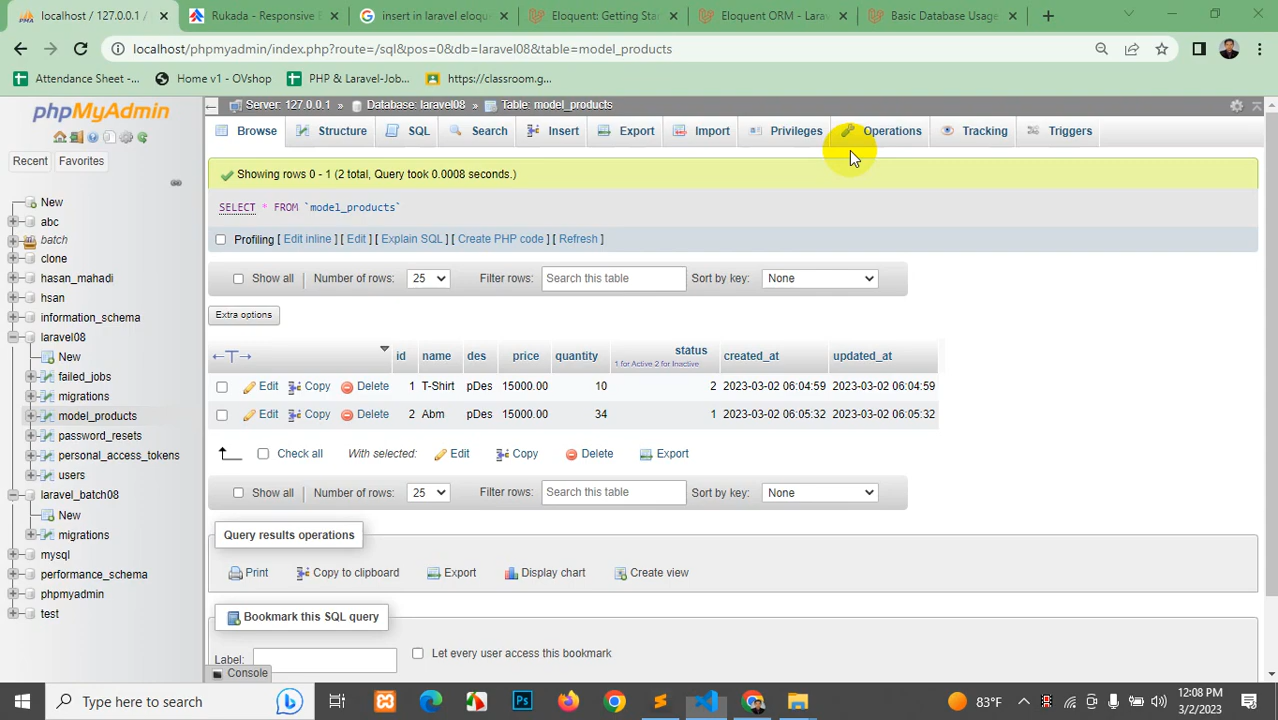 localhost / 127.0.0.1
Rukada - Responsive B
insert in laravel eloque
Eloquent: Getting Sta
Eloquent ORM - Larav
Basic Database Usage
localhost/phpmyadmin/index.php?route=/sql&pos=0&db=laravel08&table=model_products
Attendance Sheet -...
Home v1 - OVshop
PHP & Laravel-Job...
https://classroom.g...
phpMyAdmin
Recent
Favorites
New
abc
batch
clone
hasan_mahadi
hsan
information_schema
laravel08
New
failed_jobs
migrations
model_products
password_resets
personal_access_tokens
users
laravel_batch08
New
migrations
mysql
performance_schema
phpmyadmin
test
Server: 127.0.0.1 » Database: laravel08 » Table: model_products
Browse Structure SQL Search Insert Export Import Privileges Operations Tracking Triggers
Showing rows 0 - 1 (2 total, Query took 0.0008 seconds.)
SELECT * FROM `model_products`
Profiling [ Edit inline ] [ Edit ] [ Explain SQL ] [ Create PHP code ] [ Refresh ]
Show all Number of rows: 25 Filter rows: Search this table Sort by key: None
Extra options
id name des price quantity status created_at updated_at
1 for Active 2 for Inactive
Edit Copy Delete 1 T-Shirt pDes 15000.00 10 2 2023-03-02 06:04:59 2023-03-02 06:04:59
Edit Copy Delete 2 Abm pDes 15000.00 34 1 2023-03-02 06:05:32 2023-03-02 06:05:32
Check all With selected: Edit Copy Delete Export
Show all Number of rows: 25 Filter rows: Search this table Sort by key: None
Query results operations
Print Copy to clipboard Export Display chart Create view
Bookmark this SQL query
Label: Let every user access this bookmark
Console
Type here to search
Ps
83°F
12:08 PM
3/2/2023